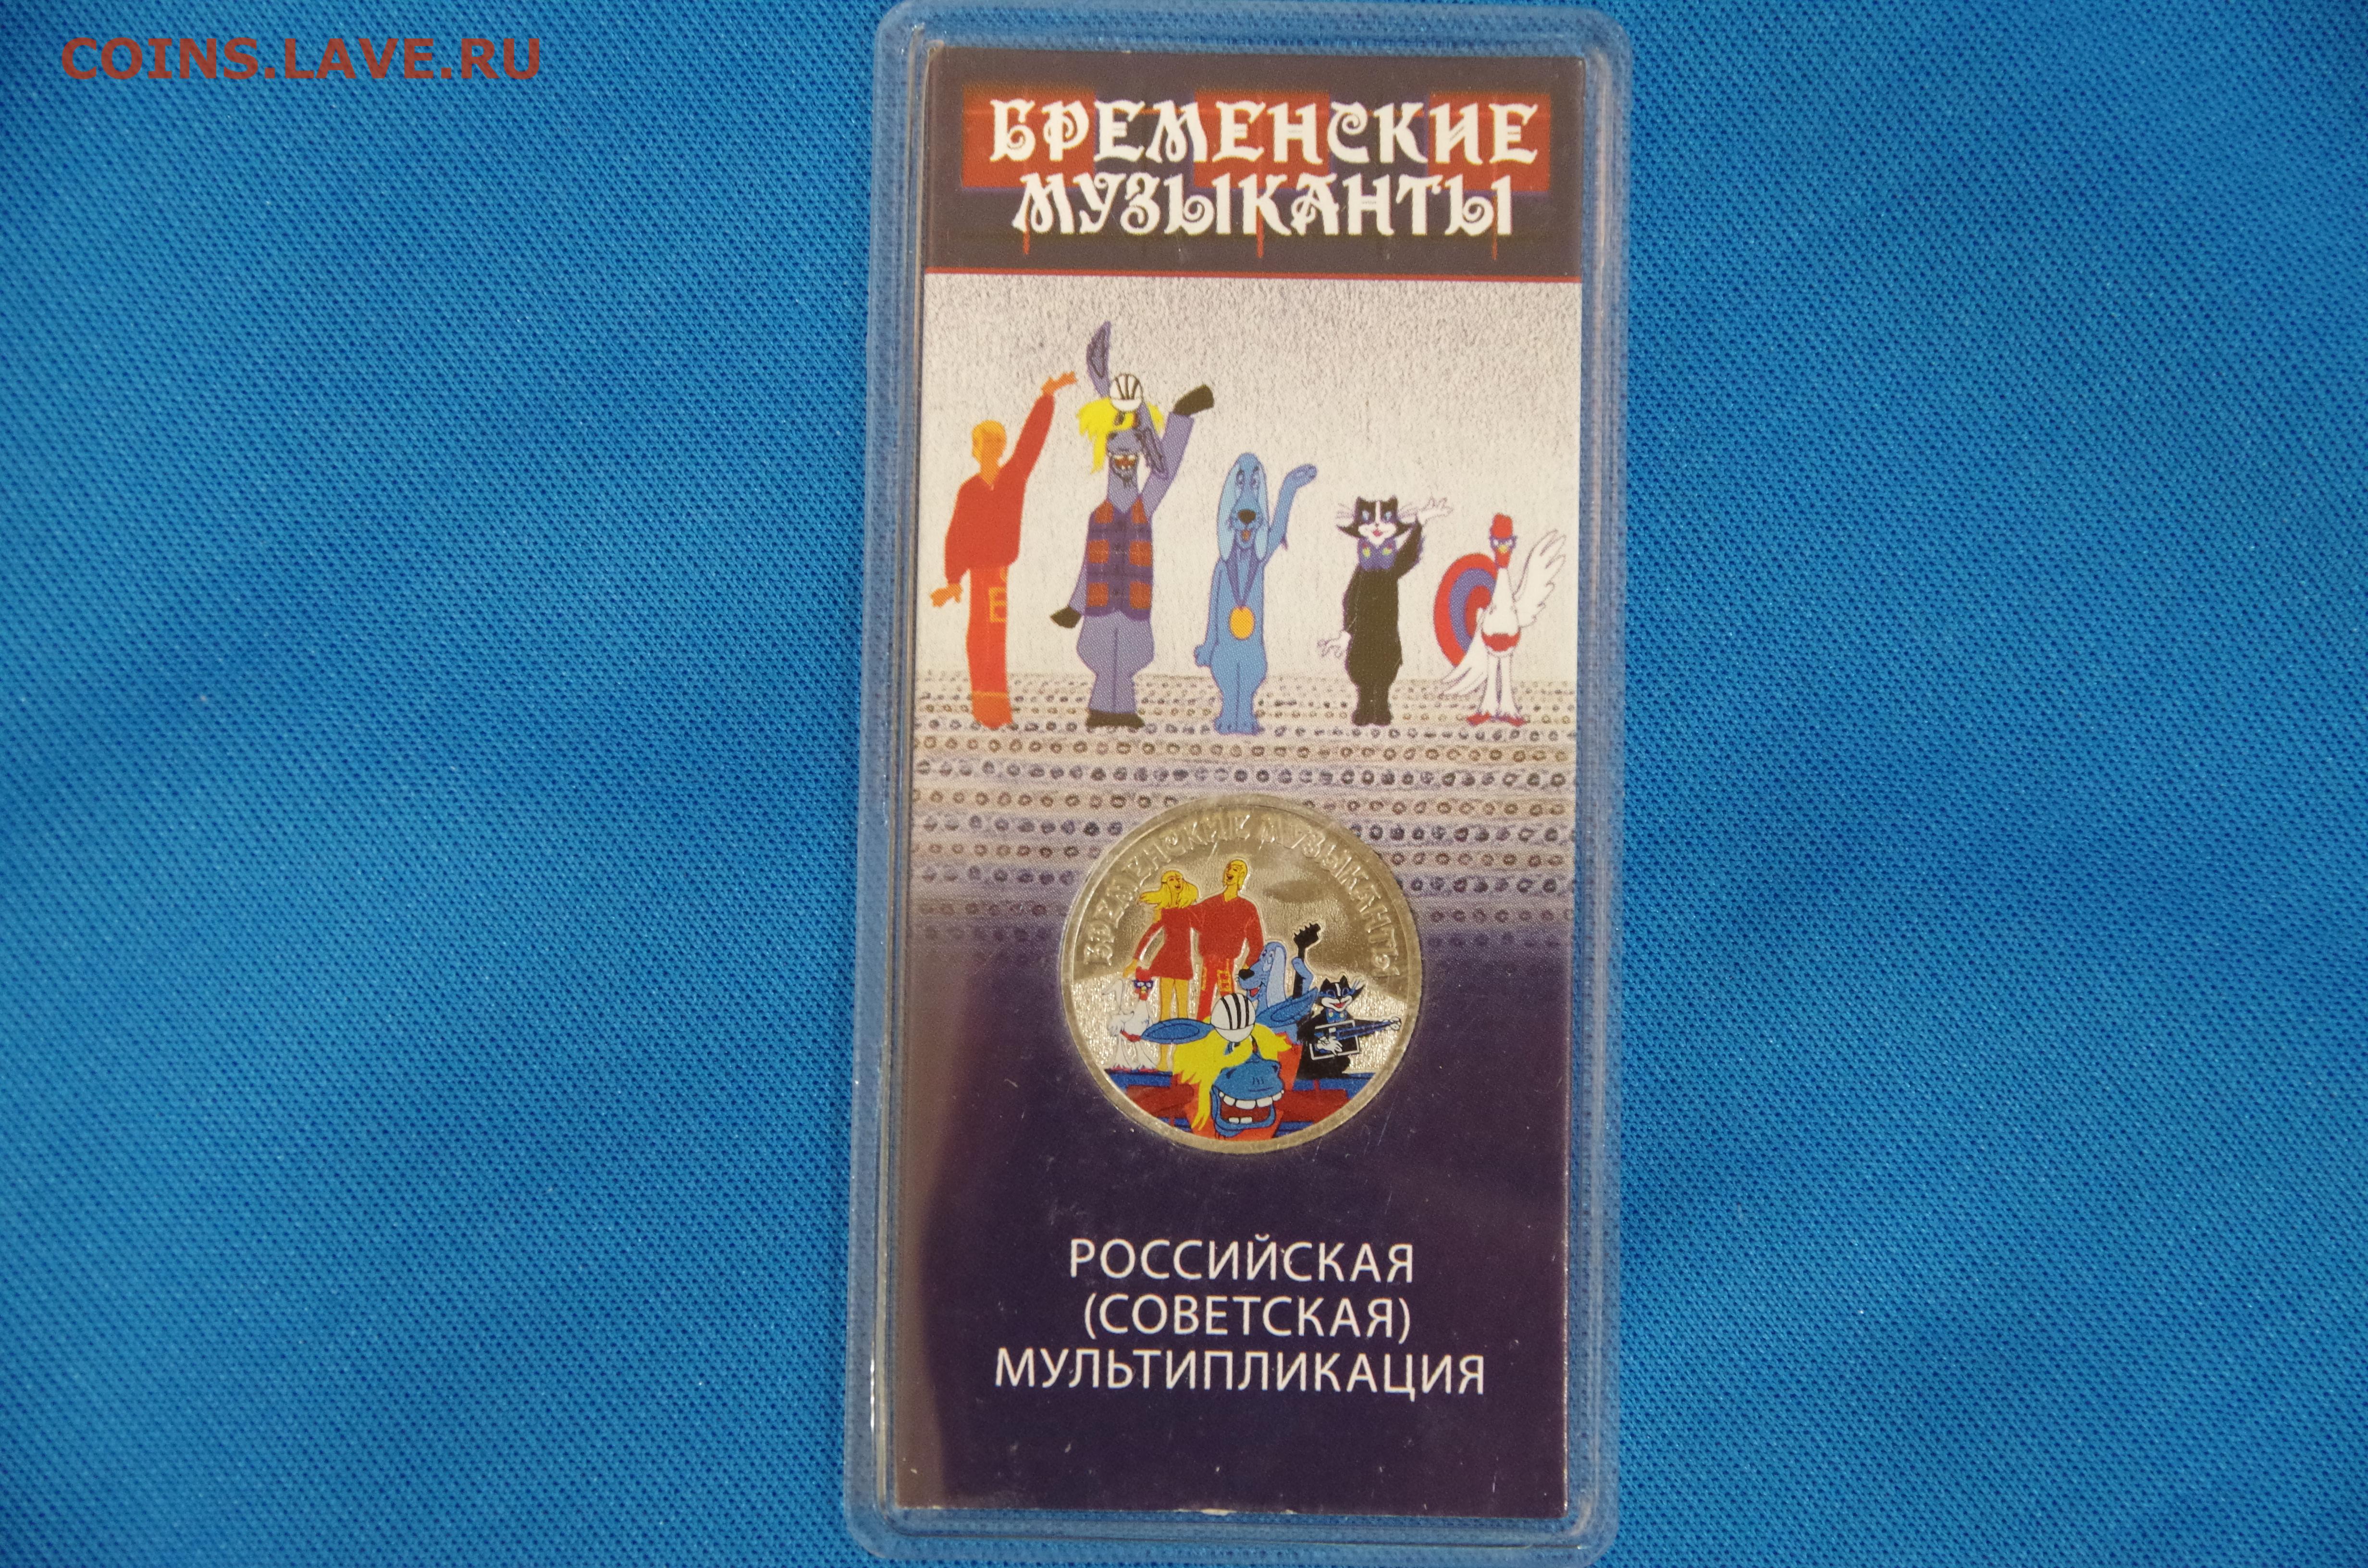 COINS.LAVE.RU
БРЕМЕНСКИЕ
МУЗЫКАНТЫ
БРЕМЕНСКИЕ МУЗЫКАНТЫ
РОССИЙСКАЯ
(СОВЕТСКАЯ)
МУЛЬТИПЛИКАЦИЯ